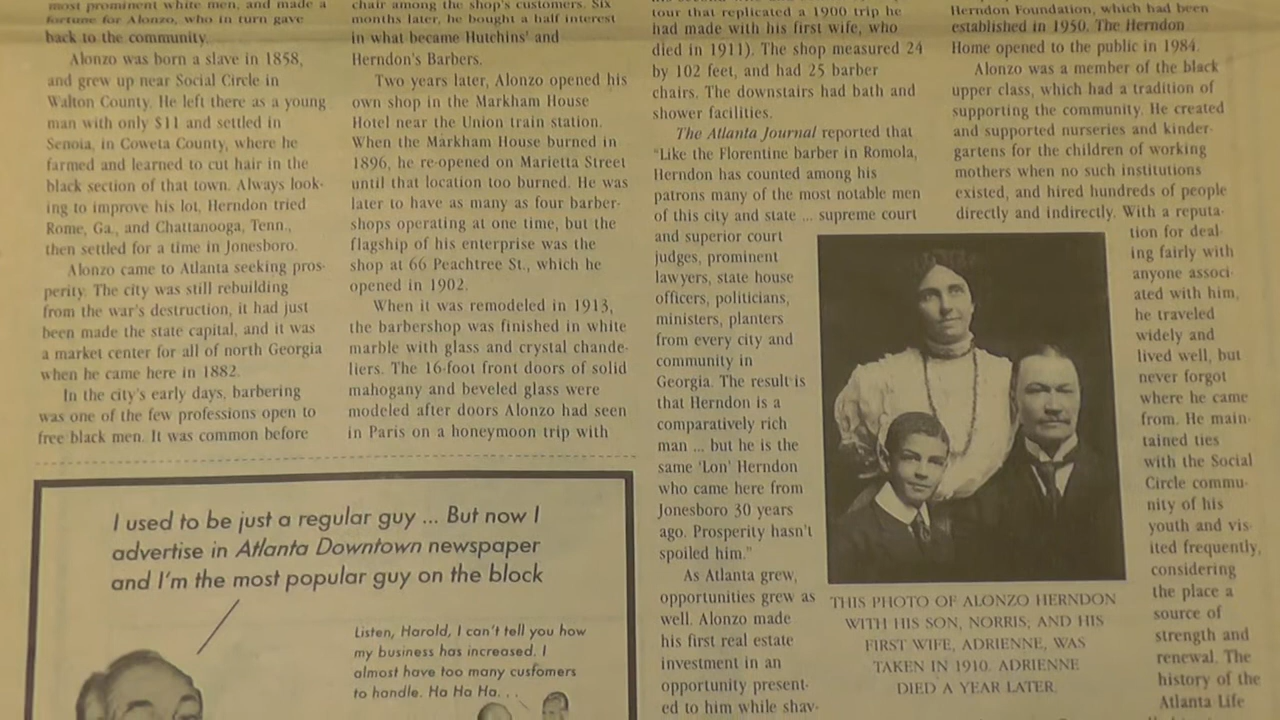 most prominent white men, and made a
fortune for Alonzo, who in turn gave
back to the community.
Alonzo was born a slave in 1858,
and grew up near Social Circle in
Walton County. He left there as a young
man with only $11 and settled in
Senoia, in Coweta County, where he
farmed and learned to cut hair in the
black section of that town. Always look-
ing to improve his lot, Herndon tried
Rome, Ga., and Chattanooga, Tenn.,
then settled for a time in Jonesboro.
Alonzo came to Atlanta seeking pros-
perity. The city was still rebuilding
from the war's destruction, it had just
been made the state capital, and it was
a market center for all of north Georgia
when he came here in 1882.
In the city's early days, barbering
was one of the few professions open to
free black men. It was common before
chair among the shop's customers. Six
months later, he bought a half interest
in what became Hutchins' and
Herndon's Barbers.
Two years later, Alonzo opened his
own shop in the Markham House
Hotel near the Union train station.
When the Markham House burned in
1896, he re-opened on Marietta Street
until that location too burned. He was
later to have as many as four barber-
shops operating at one time, but the
flagship of his enterprise was the
shop at 66 Peachtree St., which he
opened in 1902.
When it was remodeled in 1913,
the barbershop was finished in white
marble with glass and crystal chande-
liers. The 16-foot front doors of solid
mahogany and beveled glass were
modeled after doors Alonzo had seen
in Paris on a honeymoon trip with
tour that replicated a 1900 trip he
had made with his first wife, who
died in 1911). The shop measured 24
by 102 feet, and had 25 barber
chairs. The downstairs had bath and
shower facilities.
The Atlanta Journal reported that
"Like the Florentine barber in Romola,
Herndon has counted among his
patrons many of the most notable men
of this city and state ... supreme court
and superior court
judges, prominent
lawyers, state house
officers, politicians,
ministers, planters
from every city and
community in
Georgia. The result is
that Herndon is a
comparatively rich
man ... but he is the
same 'Lon' Herndon
who came here from
Jonesboro 30 years
ago. Prosperity hasn't
spoiled him."
As Atlanta grew,
opportunities grew as
well. Alonzo made
his first real estate
investment in an
opportunity present-
ed to him while shav-
Herndon Foundation, which had been
established in 1950. The Herndon
Home opened to the public in 1984.
Alonzo was a member of the black
upper class, which had a tradition of
supporting the community. He created
and supported nurseries and kinder-
gartens for the children of working
mothers when no such institutions
existed, and hired hundreds of people
directly and indirectly. With a reputa-
tion for deal-
ing fairly with
anyone associ-
ated with him,
he traveled
widely and
lived well, but
never forgot
where he came
from. He main-
tained ties
with the Social
Circle commu-
nity of his
youth and vis-
ited frequently,
considering
the place a
source of
strength and
renewal. The
history of the
Atlanta Life
THIS PHOTO OF ALONZO HERNDON
WITH HIS SON, NORRIS; AND HIS
FIRST WIFE, ADRIENNE, WAS
TAKEN IN 1910. ADRIENNE
DIED A YEAR LATER.
I used to be just a regular guy ... But now I
advertise in Atlanta Downtown newspaper
and I'm the most popular guy on the block
Listen, Harold, I can't tell you how
my business has increased. I
almost have too many customers
to handle. Ha Ha Ha. . .